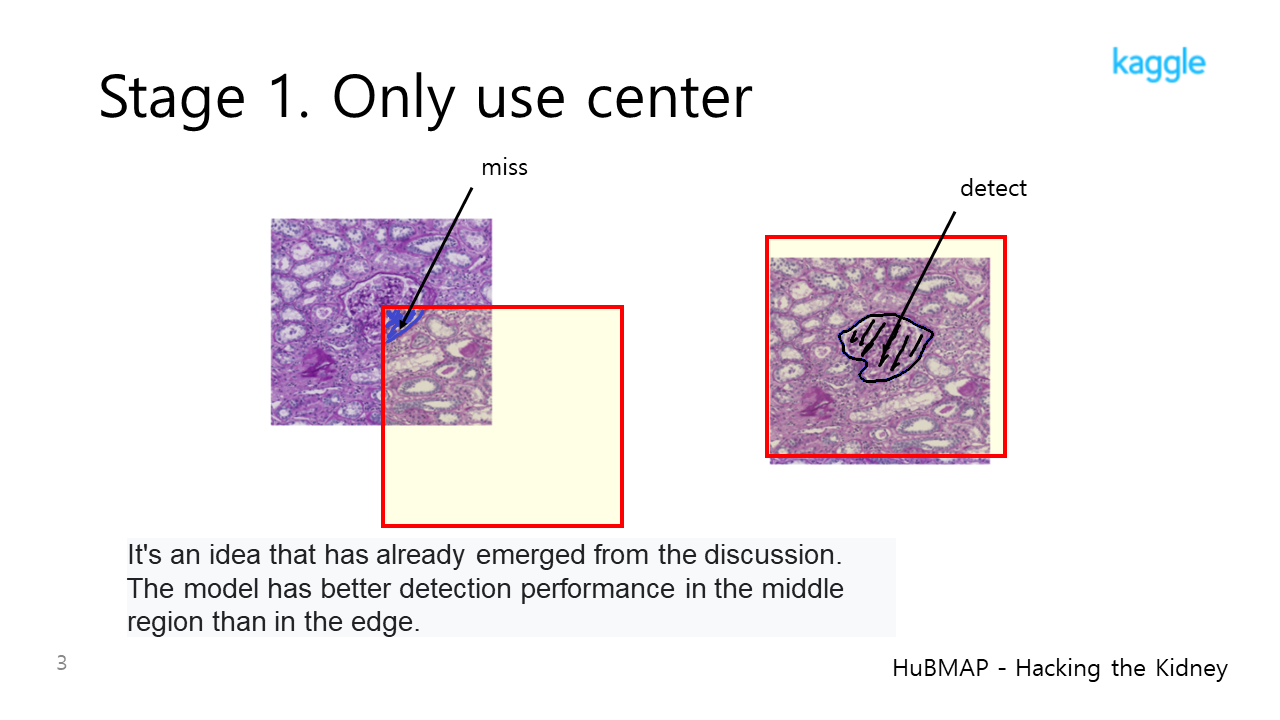 kaggle
Stage 1. Only use center
miss
detect
It's an idea that has already emerged from the discussion.
The model has better detection performance in the middle
region than in the edge.
3
HuBMAP - Hacking the Kidney